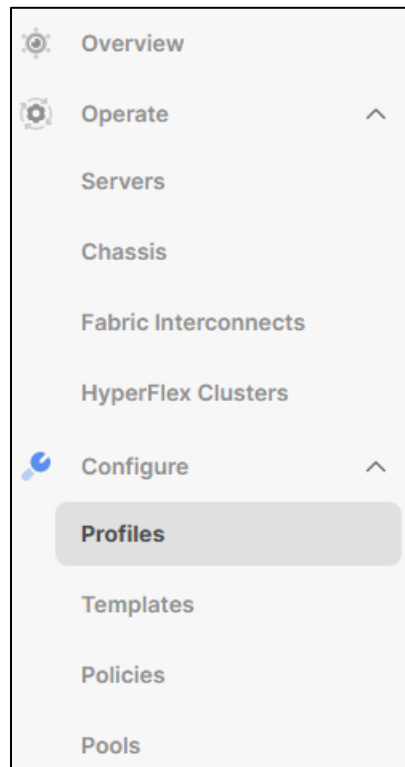 Overview
Operate
Servers
Chassis
Fabric Interconnects
HyperFlex Clusters
Configure
Profiles
Templates
Policies
Pools